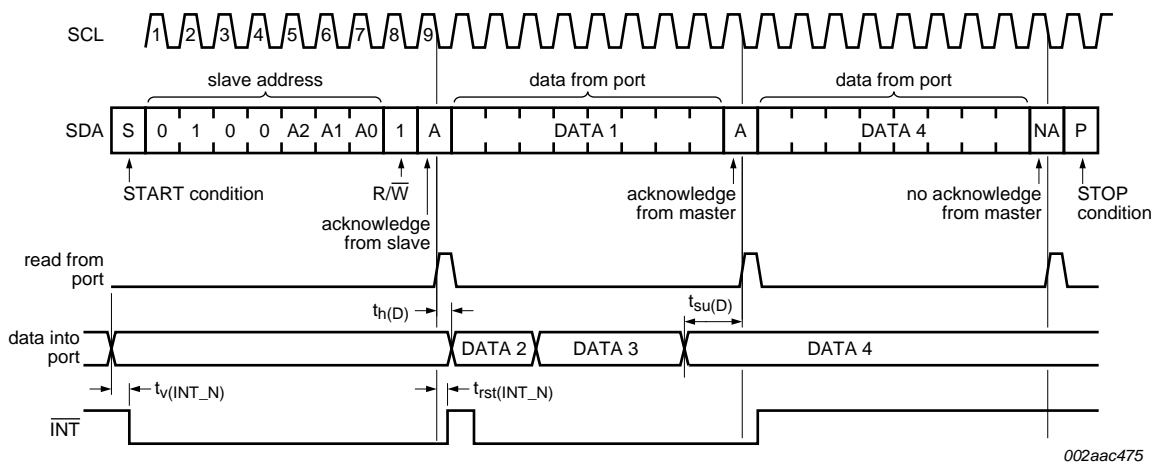 SCL
1 2 3 4 5 6 7 8 9
slave address
data from port
data from port
SDA
S 0 1 0 0 A2 A1 A0 1 A DATA 1 A DATA 4 NA P
START condition
R/W
acknowledge
from slave
acknowledge
from master
no acknowledge
from master
STOP
condition
read from
port
th(D)
tsu(D)
data into
port
DATA 2 DATA 3 DATA 4
tv(INT_N)
trst(INT_N)
INT
002aac475